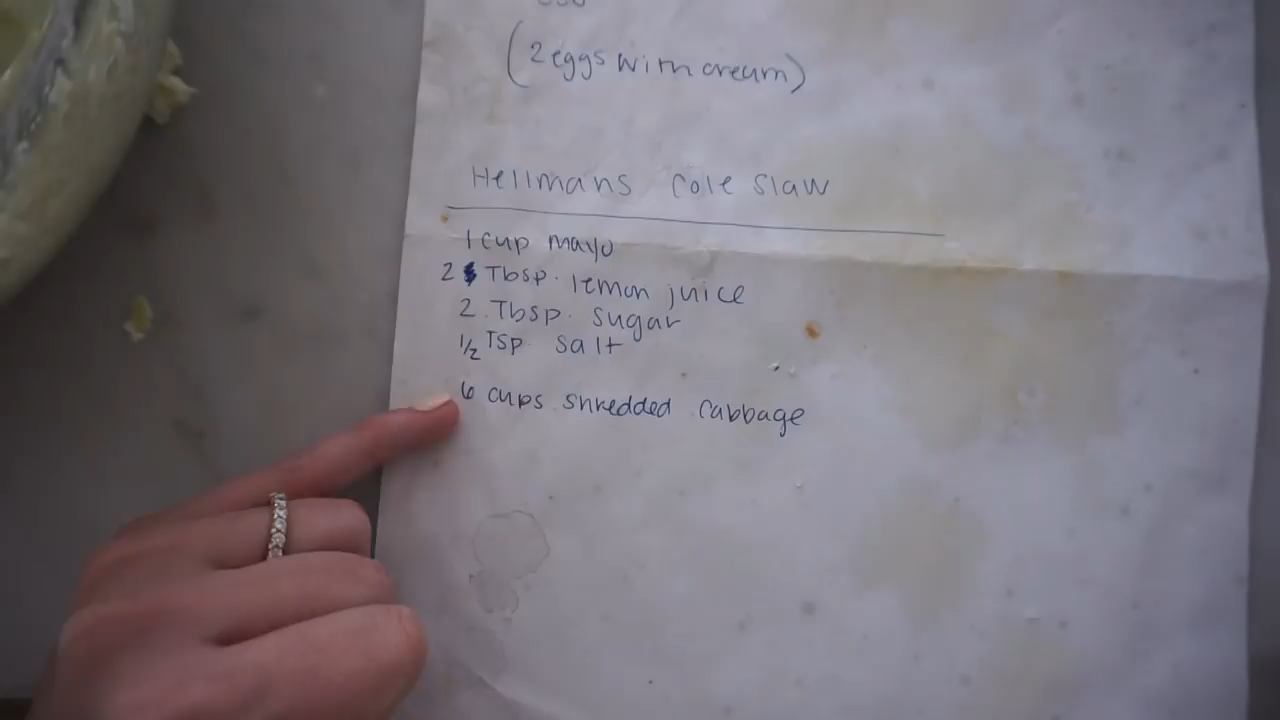 (2 eggs with cream)
Hellmans Cole Slaw
1 cup mayo
2 Tbsp. lemon juice
2. Tbsp. sugar
1/2 Tsp salt
6 cups shredded cabbage